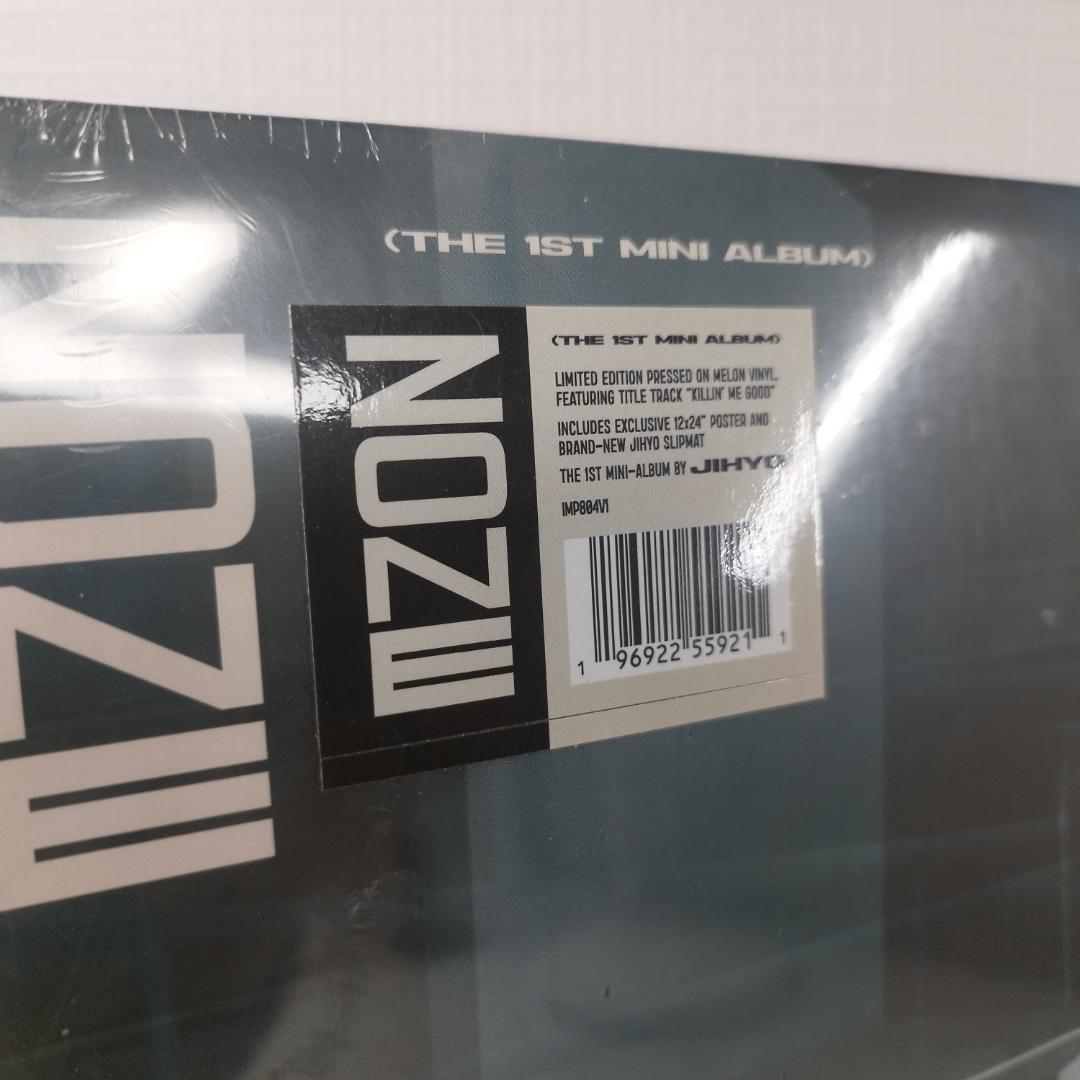 ZONE
(THE 1ST MINI ALBUM)
ZONE
(THE 1ST MINI ALBUM)
LIMITED EDITION PRESSED ON MELON VINYL.
FEATURING TITLE TRACK "KILLIN' ME GOOD"
INCLUDES EXCLUSIVE 12x24" POSTER AND
BRAND-NEW JIHYO SLIPMAT
THE 1ST MINI-ALBUM BY JIHYO
IMP804V1
1 96922 55921 1